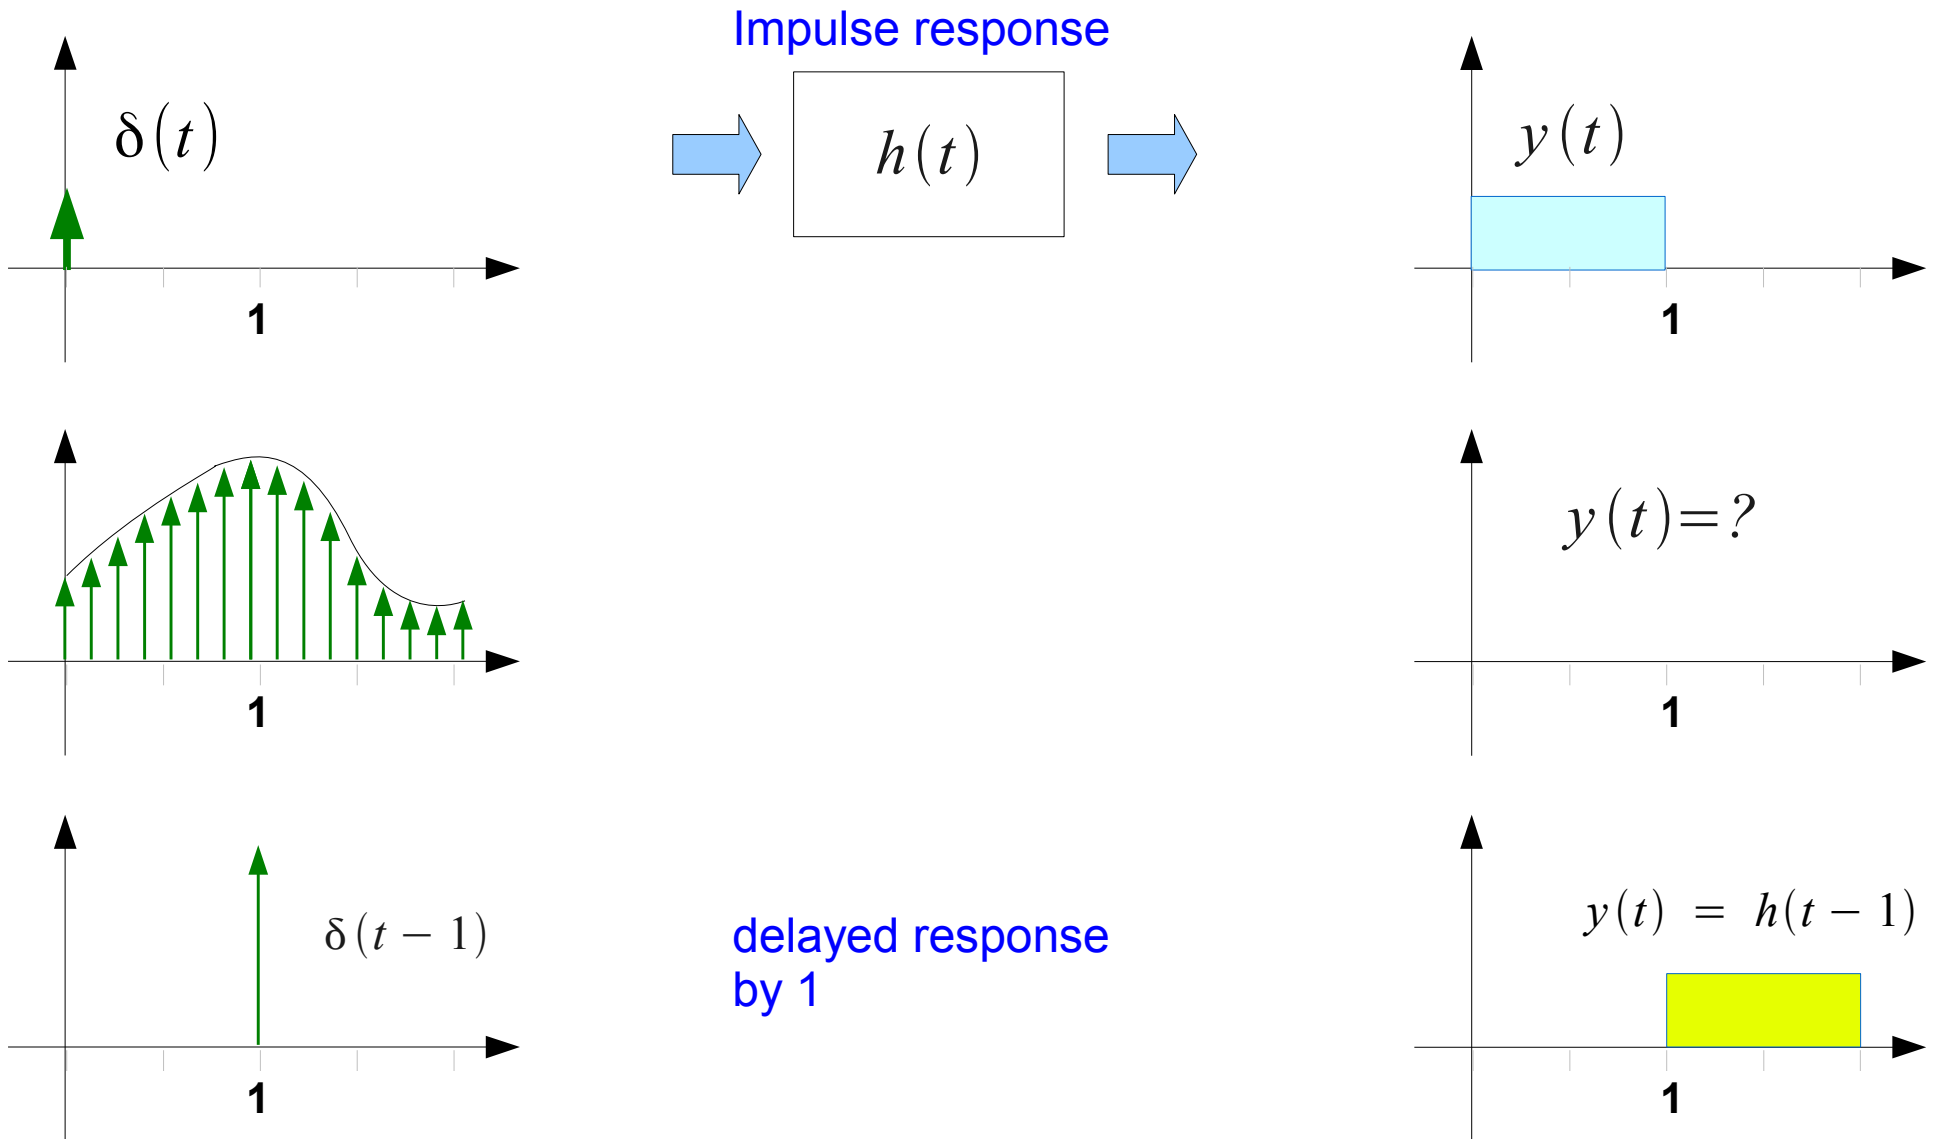 Impulse response
δ(t)
h(t)
y(t)
1
1
y(t)=?
1
1
δ(t − 1)
delayed response
by 1
y(t) = h(t − 1)
1
1